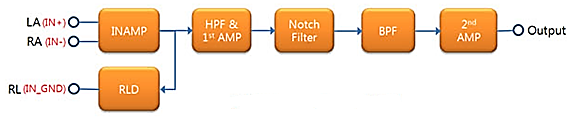 LA (IN+)
RA (IN-)
INAMP
HPF &
1st AMP
Notch
Filter
BPF
2nd
AMP
Output
RL (IN_GND)
RLD